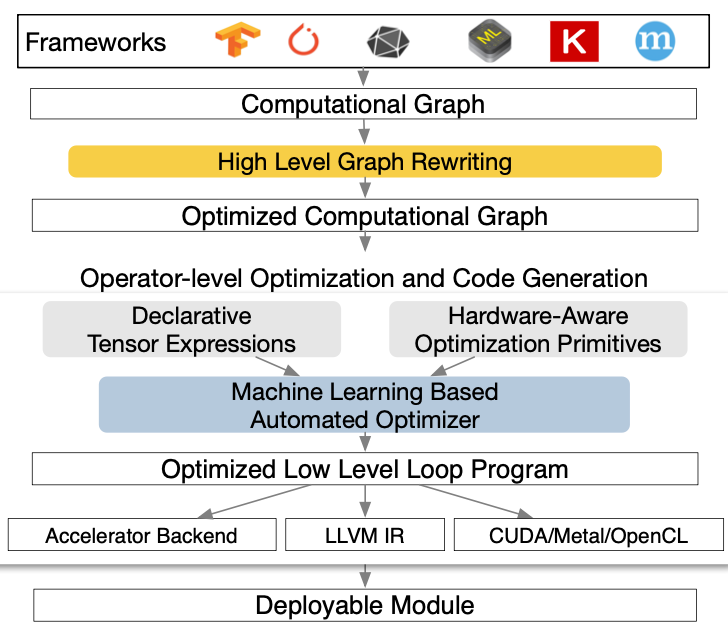 Frameworks
ML
K
m
Computational Graph
High Level Graph Rewriting
Optimized Computational Graph
Operator-level Optimization and Code Generation
Declarative
Tensor Expressions
Hardware-Aware
Optimization Primitives
Machine Learning Based
Automated Optimizer
Optimized Low Level Loop Program
Accelerator Backend
LLVM IR
CUDA/Metal/OpenCL
Deployable Module